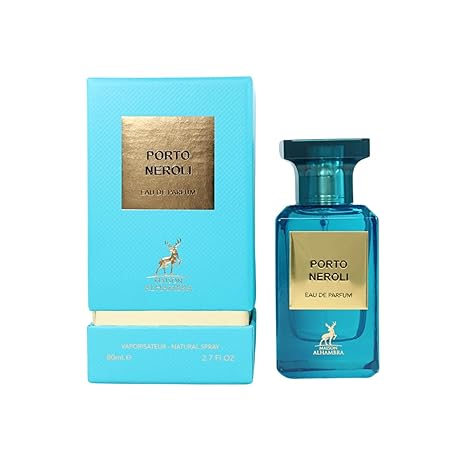 PORTO
NEROLI
EAU DE PARFUM
MAISON
ALHAMBRA
VAPORISATEUR - NATURAL SPRAY
80mL℮ 2.7 FL.OZ
PORTO
NEROLI
EAU DE PARFUM
MAISON
ALHAMBRA